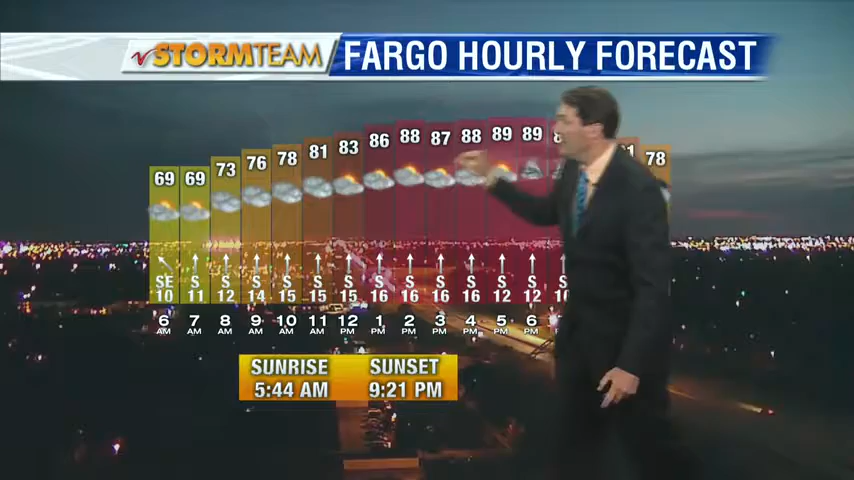 STORMTEAM
FARGO HOURLY FORECAST
69 69 73 76 78 81 83 86 88 87 88 89 89 78
SE S S S S S S S S S S S S S
10 11 12 14 15 15 15 16 16 16 16 12 12
6 7 8 9 10 11 12 1 2 3 4 5 6
AM AM AM AM AM AM PM PM PM PM PM PM PM
SUNRISE SUNSET
5:44 AM 9:21 PM